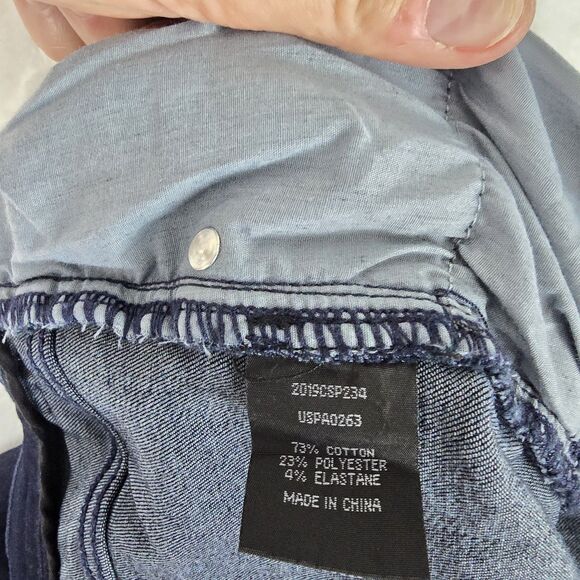 2019CSP234
USPA0263
73% COTTON
23% POLYESTER
4% ELASTANE
MADE IN CHINA